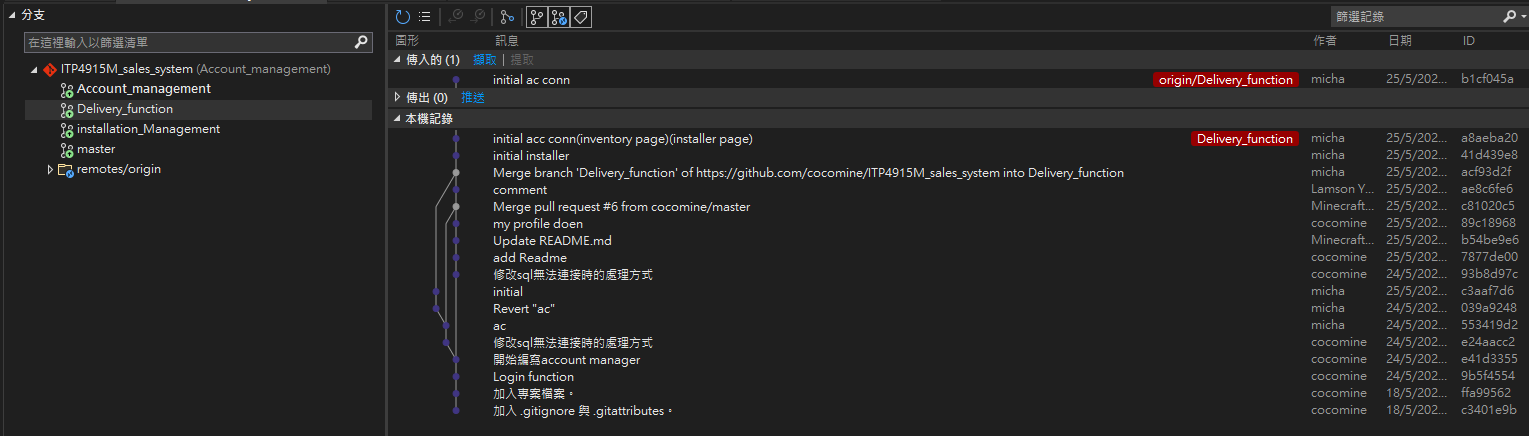 分支
在這裡輸入以篩選清單
ITP4915M_sales_system (Account_management)
Account_management
Delivery_function
installation_Management
master
remotes/origin
篩選記錄
圖形 訊息 作者 日期 ID
傳入的 (1) 擷取 | 提取
initial ac conn origin/Delivery_function micha 25/5/202... b1cf045a
傳出 (0) 推送
本機記錄
initial acc conn(inventory page)(installer page) Delivery_function micha 25/5/202... a8aeba20
initial installer micha 25/5/202... 41d439e8
Merge branch 'Delivery_function' of https://github.com/cocomine/ITP4915M_sales_system into Delivery_function micha 25/5/202... acf93d2f
comment Lamson Y... 25/5/202... ae8c6fe6
Merge pull request #6 from cocomine/master Minecraft... 25/5/202... c81020c5
my profile doen cocomine 25/5/202... 89c18968
Update README.md Minecraft... 25/5/202... b54be9e6
add Readme cocomine 25/5/202... 7877de00
修改sql無法連接時的處理方式 cocomine 24/5/202... 93b8d97c
initial micha 25/5/202... c3aaf7d6
Revert "ac" micha 24/5/202... 039a9248
ac micha 24/5/202... 553419d2
修改sql無法連接時的處理方式 cocomine 24/5/202... e24aacc2
開始編寫account manager cocomine 24/5/202... e41d3355
Login function cocomine 24/5/202... 9b5f4554
加入專案檔案。 cocomine 18/5/202... ffa99562
加入 .gitignore 與 .gitattributes。 cocomine 18/5/202... c3401e9b